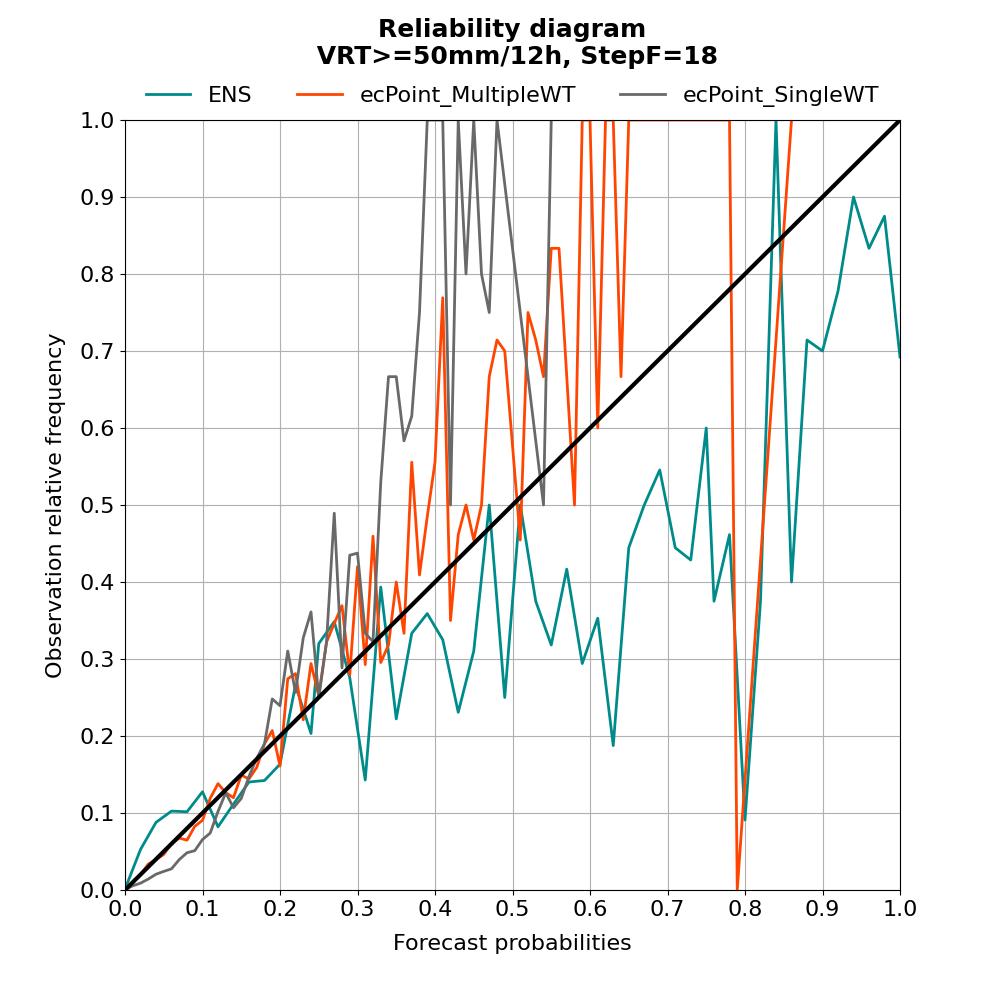 Reliability diagram
VRT>=50mm/12h, StepF=18
ENS ecPoint_MultipleWT ecPoint_SingleWT
1.0
0.9
0.8
0.7
0.6
0.5
0.4
0.3
0.2
0.1
0.0
Observation relative frequency
0.0 0.1 0.2 0.3 0.4 0.5 0.6 0.7 0.8 0.9 1.0
Forecast probabilities